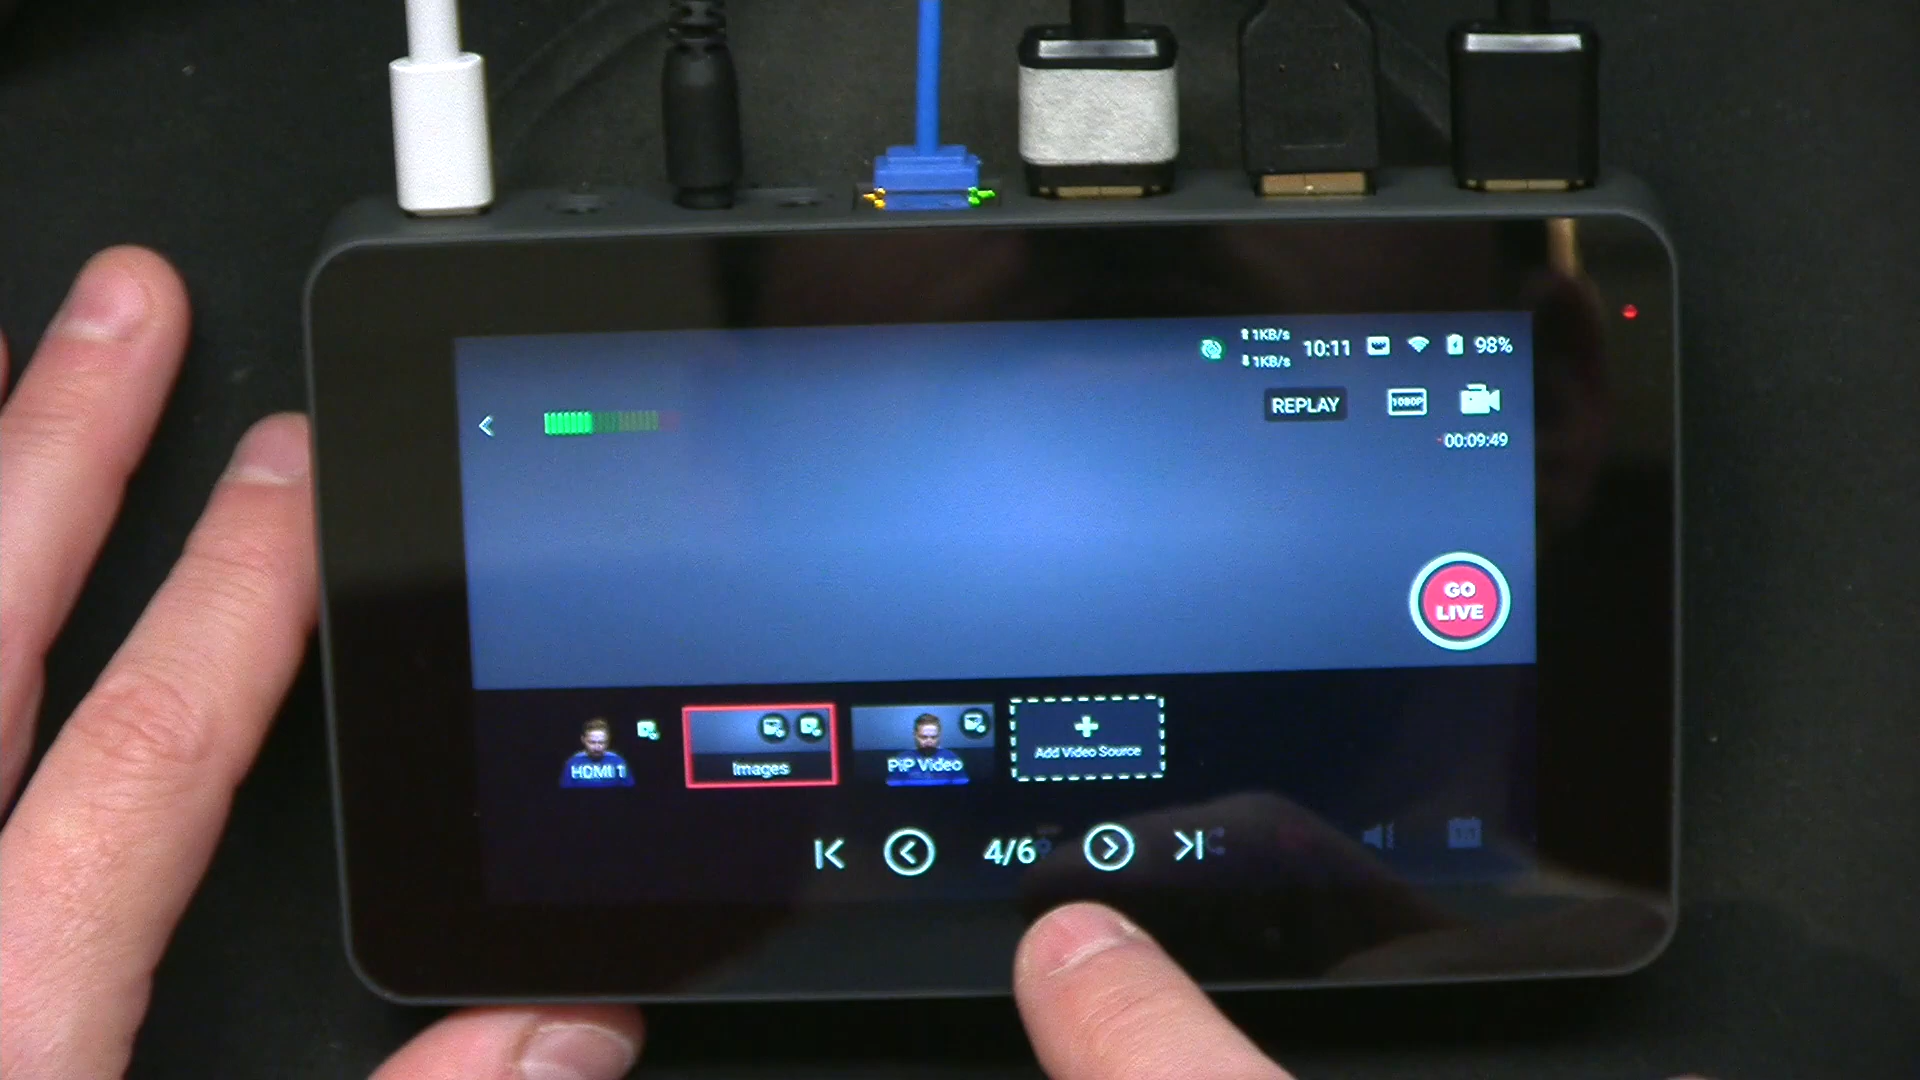 1KB/s
1KB/s
10:11
98%
REPLAY
1080P
00:09:49
GO
LIVE
HDMI 1
Images
PiP Video
Add Video Source
4/6